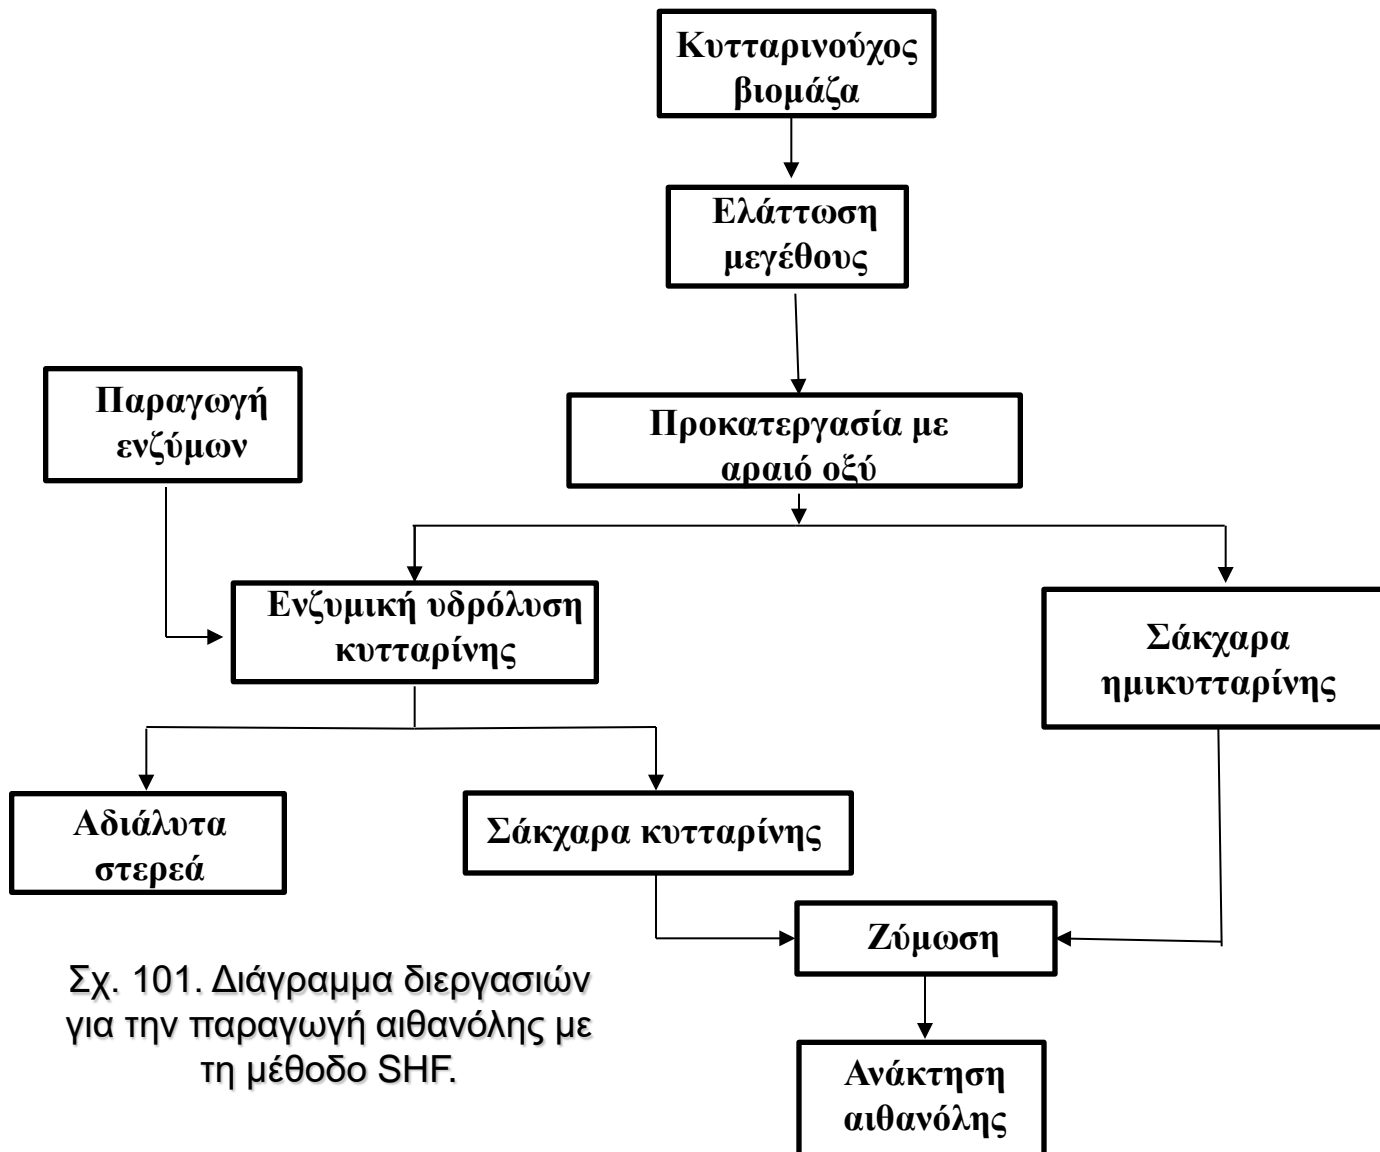 Κυτταρινούχος
βιομάζα
Ελάττωση
μεγέθους
Παραγωγή
ενζύμων
Προκατεργασία με
αραιό οξύ
Ενζυμική υδρόλυση
κυτταρίνης
Σάκχαρα
ημικυτταρίνης
Αδιάλυτα
στερεά
Σάκχαρα κυτταρίνης
Ζύμωση
Ανάκτηση
αιθανόλης
Σχ. 101. Διάγραμμα διεργασιών
για την παραγωγή αιθανόλης με
τη μέθοδο SHF.